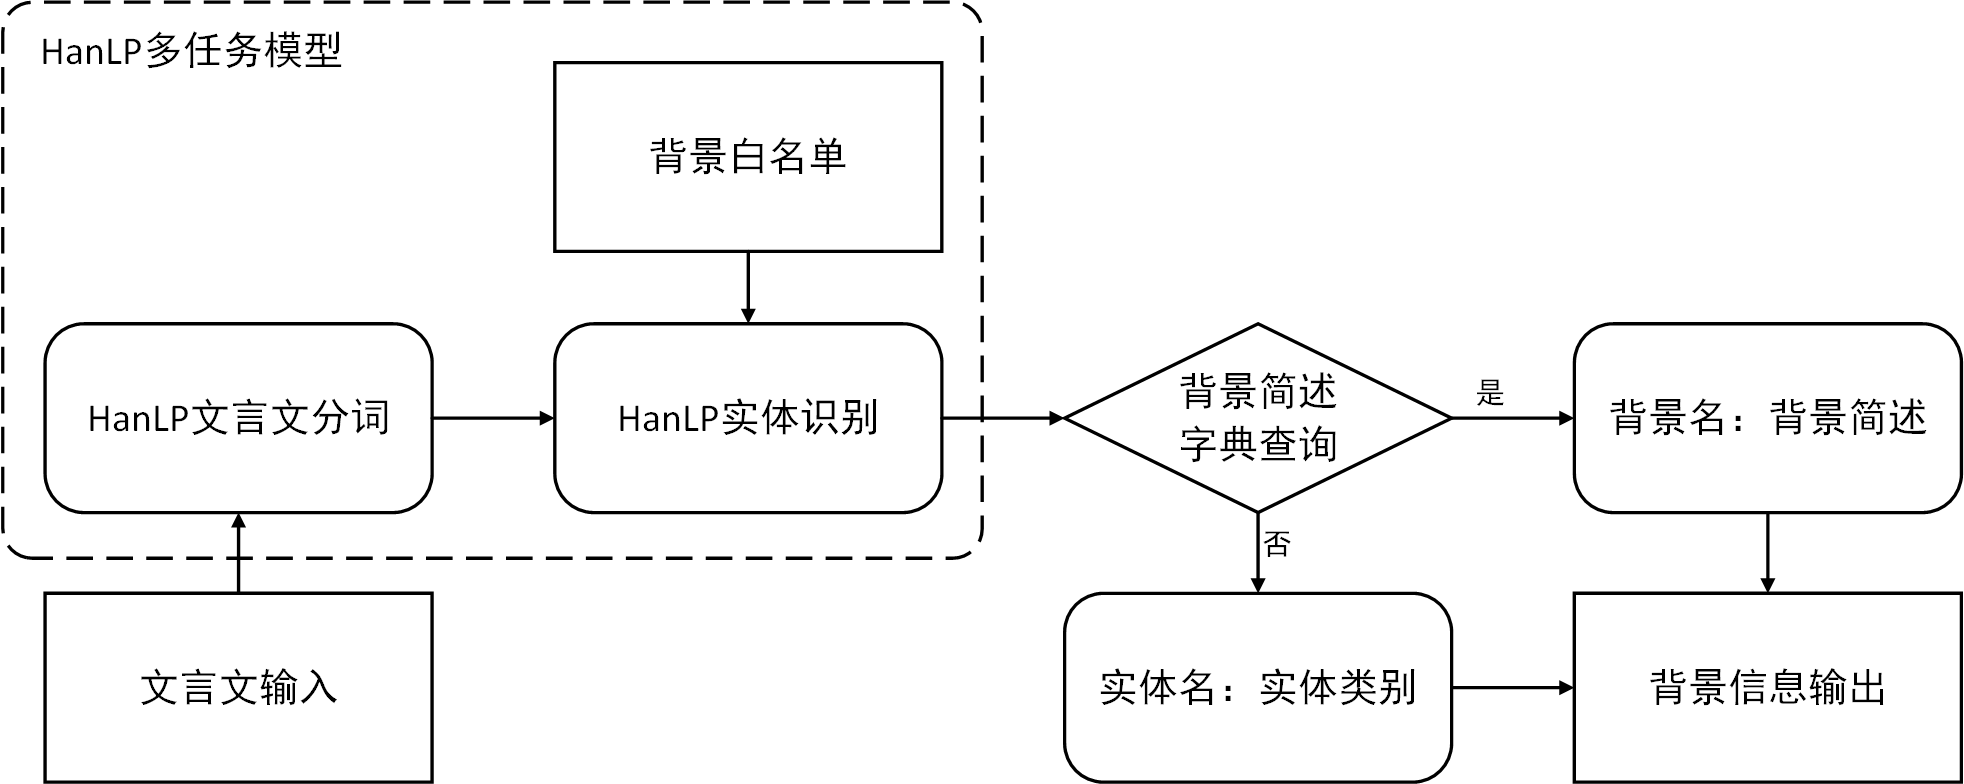 HanLP多任务模型
背景白名单
HanLP文言文分词
HanLP实体识别
背景简述
字典查询
是
背景名：背景简述
否
文言文输入
实体名：实体类别
背景信息输出